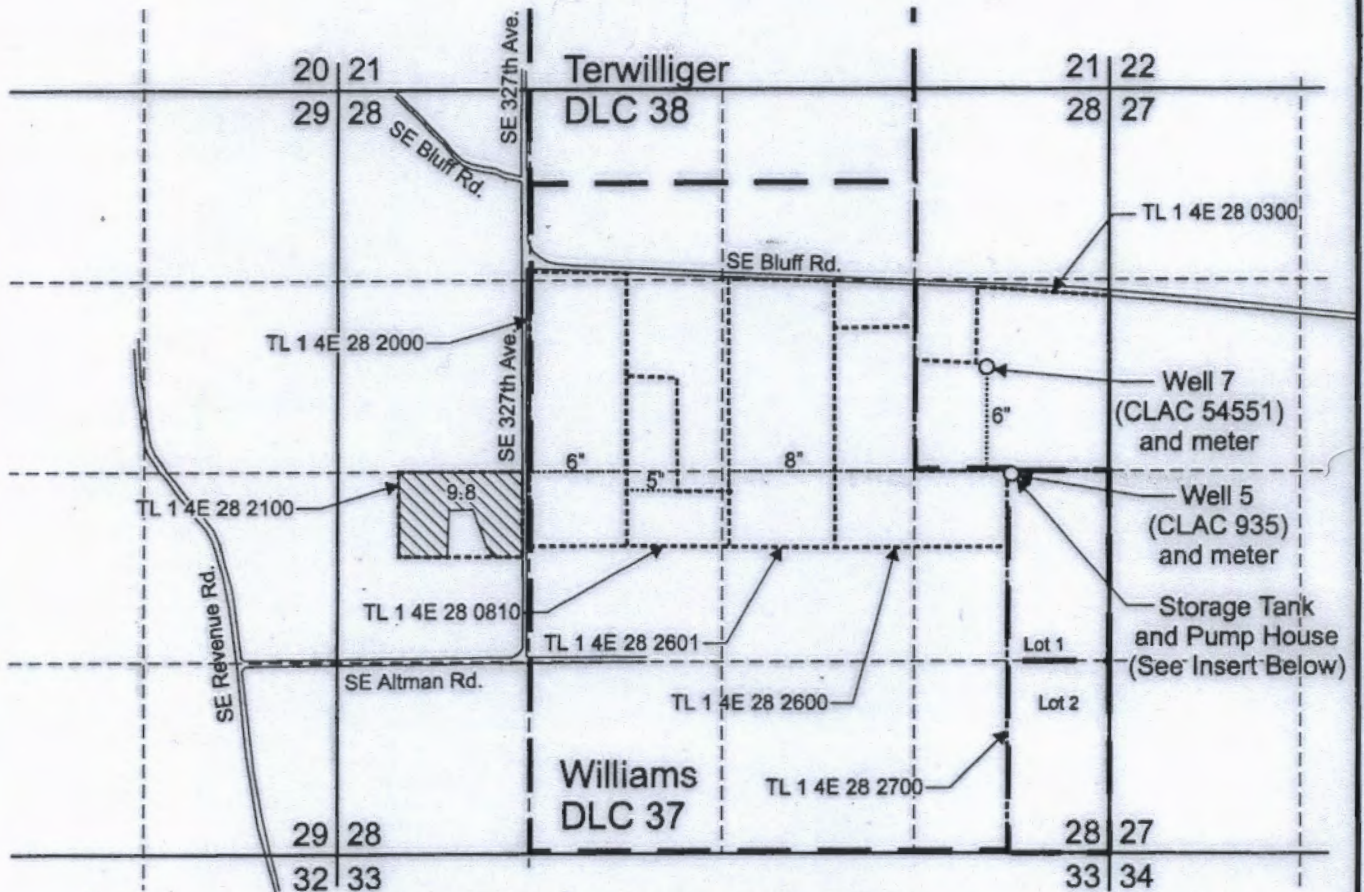 20 21
29 28
SE Bluff Rd.
SE 327th Ave.
Terwilliger
DLC 38
21 22
28 27
TL 1 4E 28 0300
SE Bluff Rd.
TL 1 4E 28 2000
SE 327th Ave.
Well 7
(CLAC 54551)
and meter
6"
6"
5"
8"
9.8
TL 1 4E 28 2100
Well 5
(CLAC 935)
and meter
SE Revenue Rd.
TL 1 4E 28 0810
TL 1 4E 28 2601
Storage Tank
and Pump House
(See Insert Below)
Lot 1
SE Altman Rd.
TL 1 4E 28 2600
Lot 2
Williams
DLC 37
TL 1 4E 28 2700
29 28
32 33
28 27
33 34